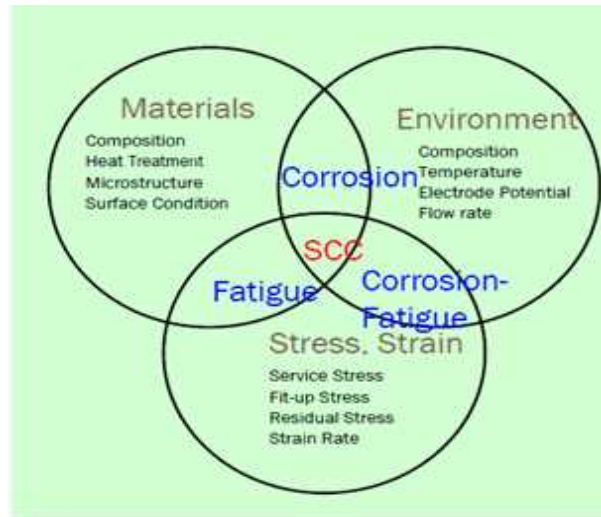 Materials
Composition
Heat Treatment
Microstructure
Surface Condition
Environment
Composition
Temperature
Electrode Potential
Flow rate
Corrosion
SCC
Fatigue
Corrosion-
Fatigue
Stress, Strain
Service Stress
Fit-up Stress
Residual Stress
Strain Rate